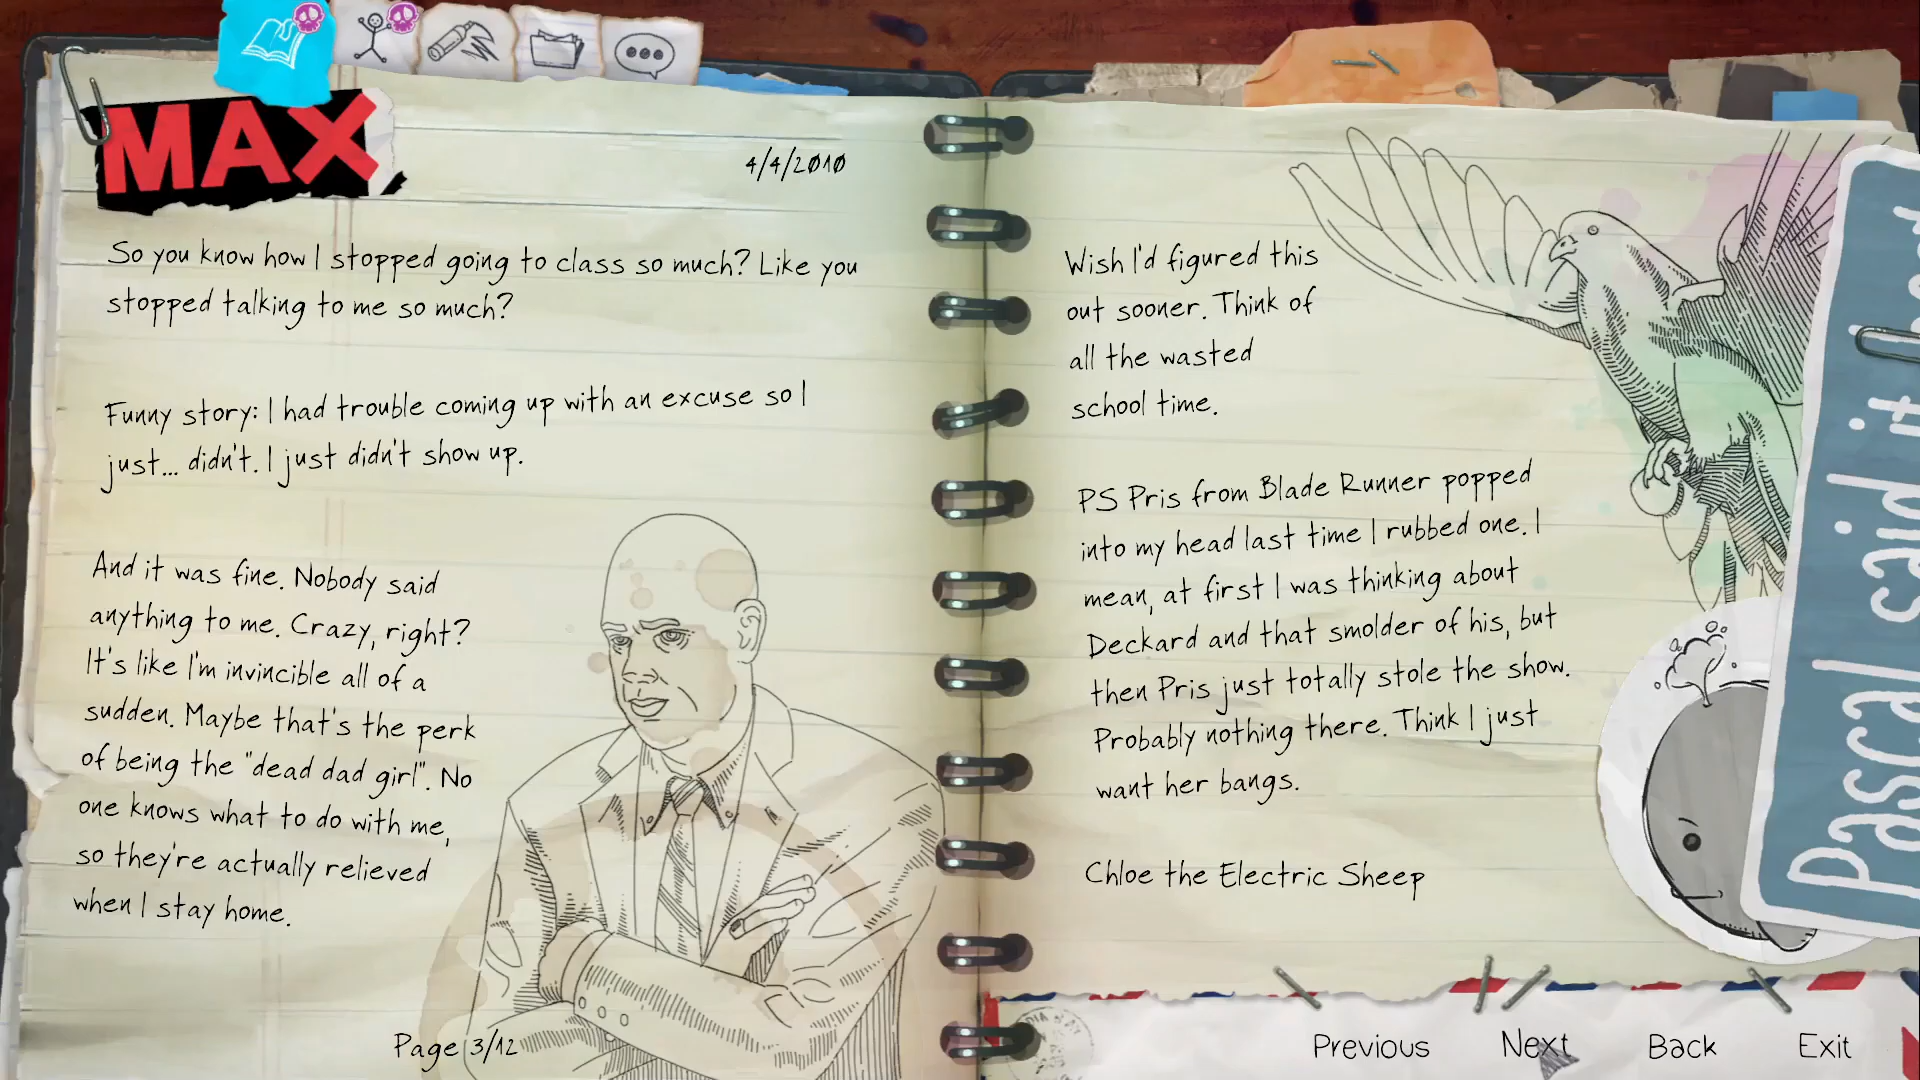 MAX
4/4/2010
So you know how I stopped going to class so much? Like you
stopped talking to me so much?
Funny story: I had trouble coming up with an excuse so I
just... didn't. I just didn't show up.
And it was fine. Nobody said
anything to me. Crazy, right?
It's like I'm invincible all of a
sudden. Maybe that's the perk
of being the "dead dad girl". No
one knows what to do with me,
so they're actually relieved
when I stay home.
Page 3/12
Wish I'd figured this
out sooner. Think of
all the wasted
school time.
PS Pris from Blade Runner popped
into my head last time I rubbed one. I
mean, at first I was thinking about
Deckard and that smolder of his, but
then Pris just totally stole the show.
Probably nothing there. Think I just
want her bangs.
Chloe the Electric Sheep
Pascal said it
Previous
Next
Back
Exit